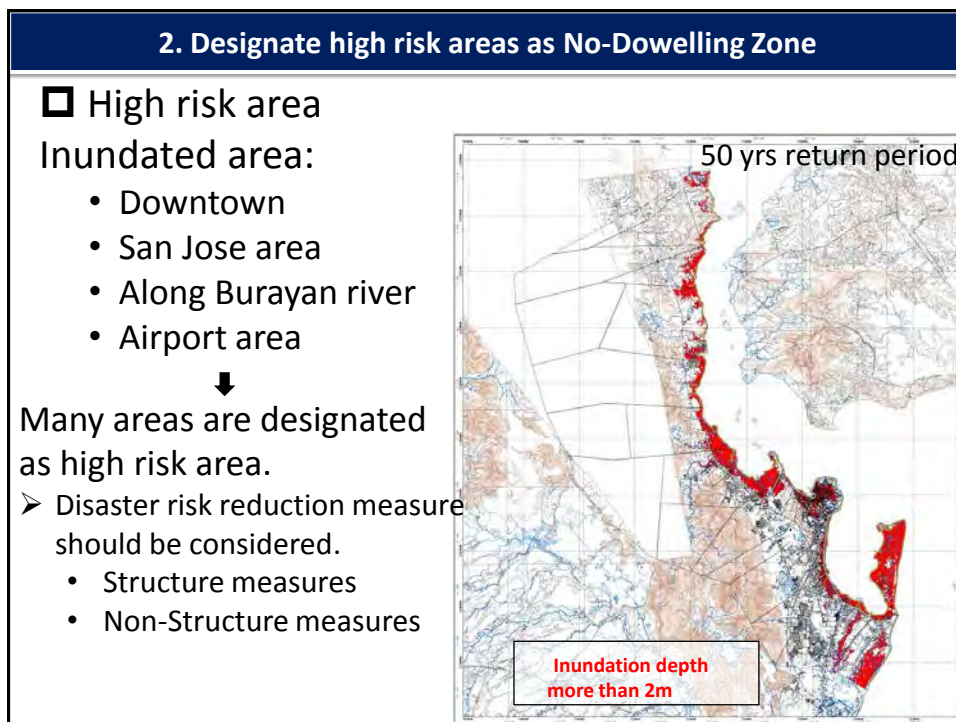 2. Designate high risk areas as No-Dowelling Zone
High risk area
Inundated area:
• Downtown
• San Jose area
• Along Burayan river
• Airport area
Many areas are designated
as high risk area.
➢ Disaster risk reduction measure
should be considered.
• Structure measures
• Non-Structure measures
50 yrs return period
Inundation depth
more than 2m